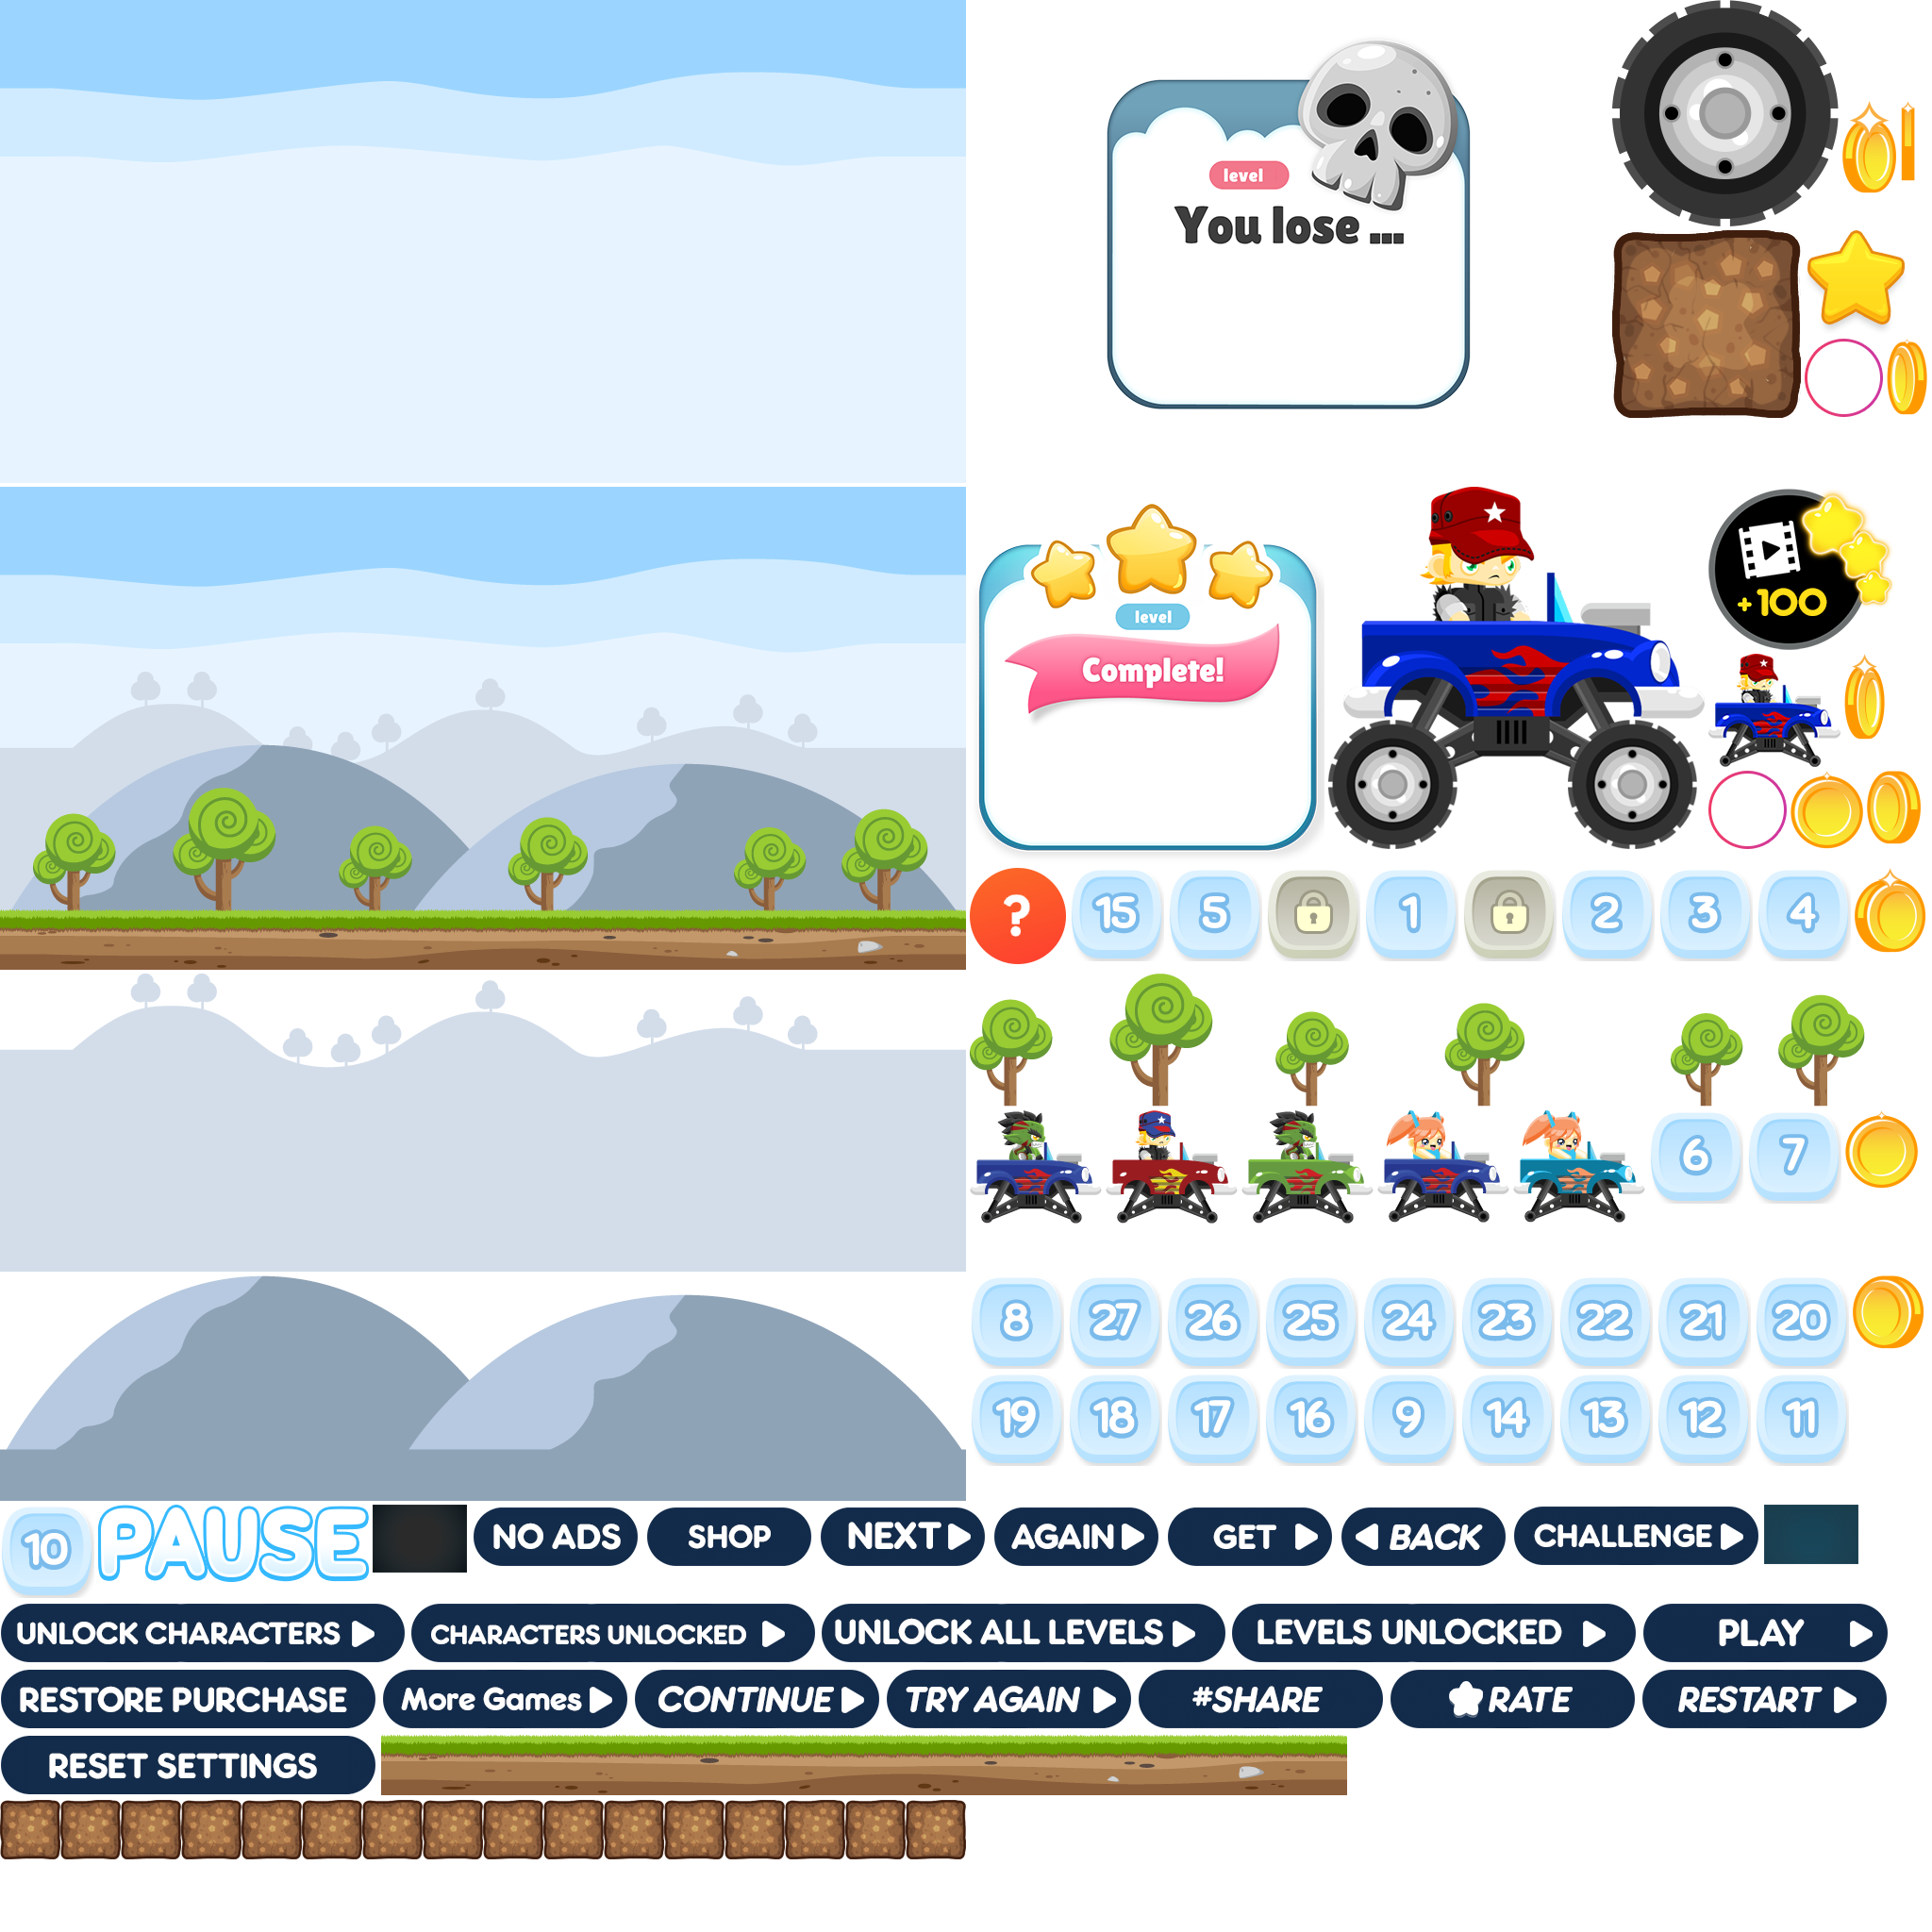 level
You lose ...
+100
level
Complete!
?
15
5
1
2
3
4
6
7
8
27
26
25
24
23
22
21
20
19
18
17
16
9
14
13
12
11
10
PAUSE
NO ADS
SHOP
NEXT
AGAIN
GET
BACK
CHALLENGE
UNLOCK CHARACTERS
CHARACTERS UNLOCKED
UNLOCK ALL LEVELS
LEVELS UNLOCKED
PLAY
RESTORE PURCHASE
More Games
CONTINUE
TRY AGAIN
#SHARE
RATE
RESTART
RESET SETTINGS